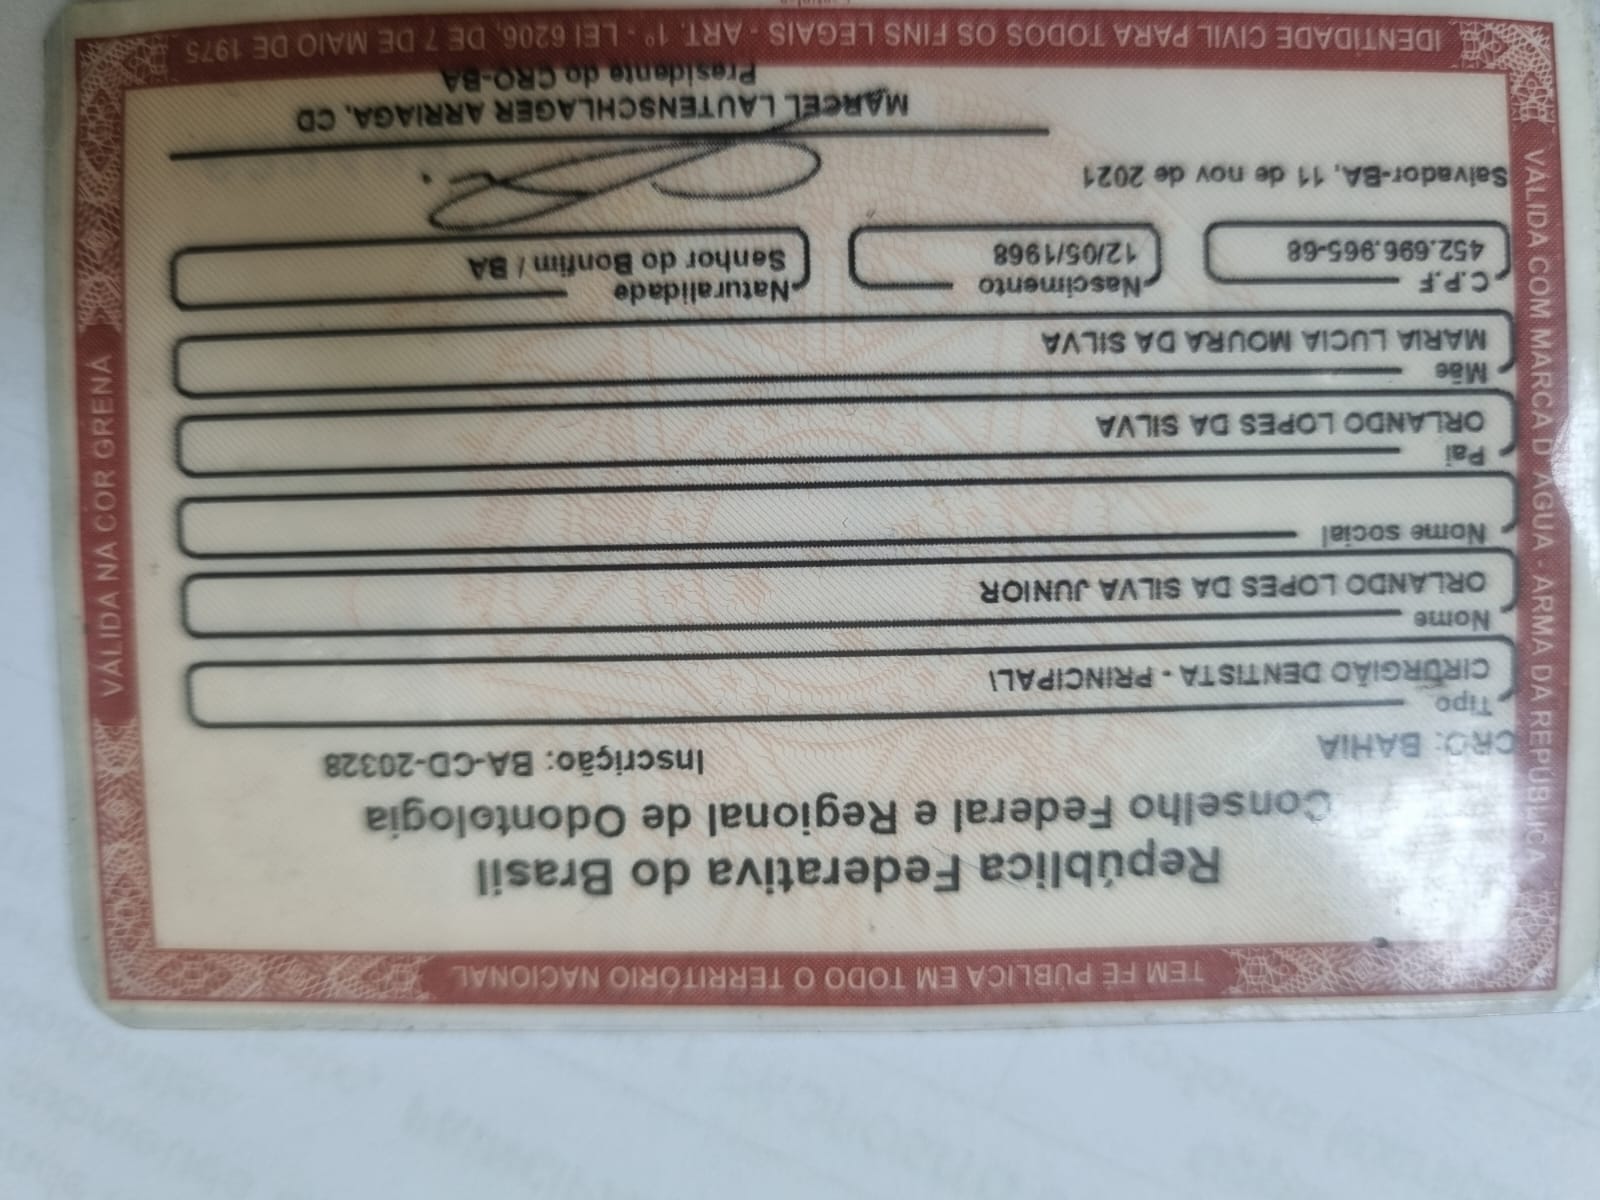 TEM FÉ PÚBLICA EM TODO O TERRITÓRIO NACIONAL
República Federativa do Brasil
Conselho Federal e Regional de Odontologia
CRO: BAHIA
Inscrição: BA-CD-20328
Tipo
CIRURGIÃO DENTISTA - PRINCIPAL\
Nome
ORLANDO LOPES DA SILVA JUNIOR
Nome social
Pai
ORLANDO LOPES DA SILVA
Mãe
MARIA LUCIA MOURA DA SILVA
C.P.F
452.696.965-68
Nascimento
12/05/1968
Naturalidade
Senhor do Bonfim / BA
Salvador-BA, 11 de nov de 2021
MARCEL LAUTENSCHLAGER ARRIAGA, CD
Presidente do CRO-BA
IDENTIDADE CIVIL PARA TODOS OS FINS LEGAIS - ART. 1º - LEI 6206, DE 7 DE MAIO DE 1975
VÁLIDA COM MARCA D'ÁGUA - ARMA DA REPÚBLICA
VÁLIDA NA COR GRENÁ